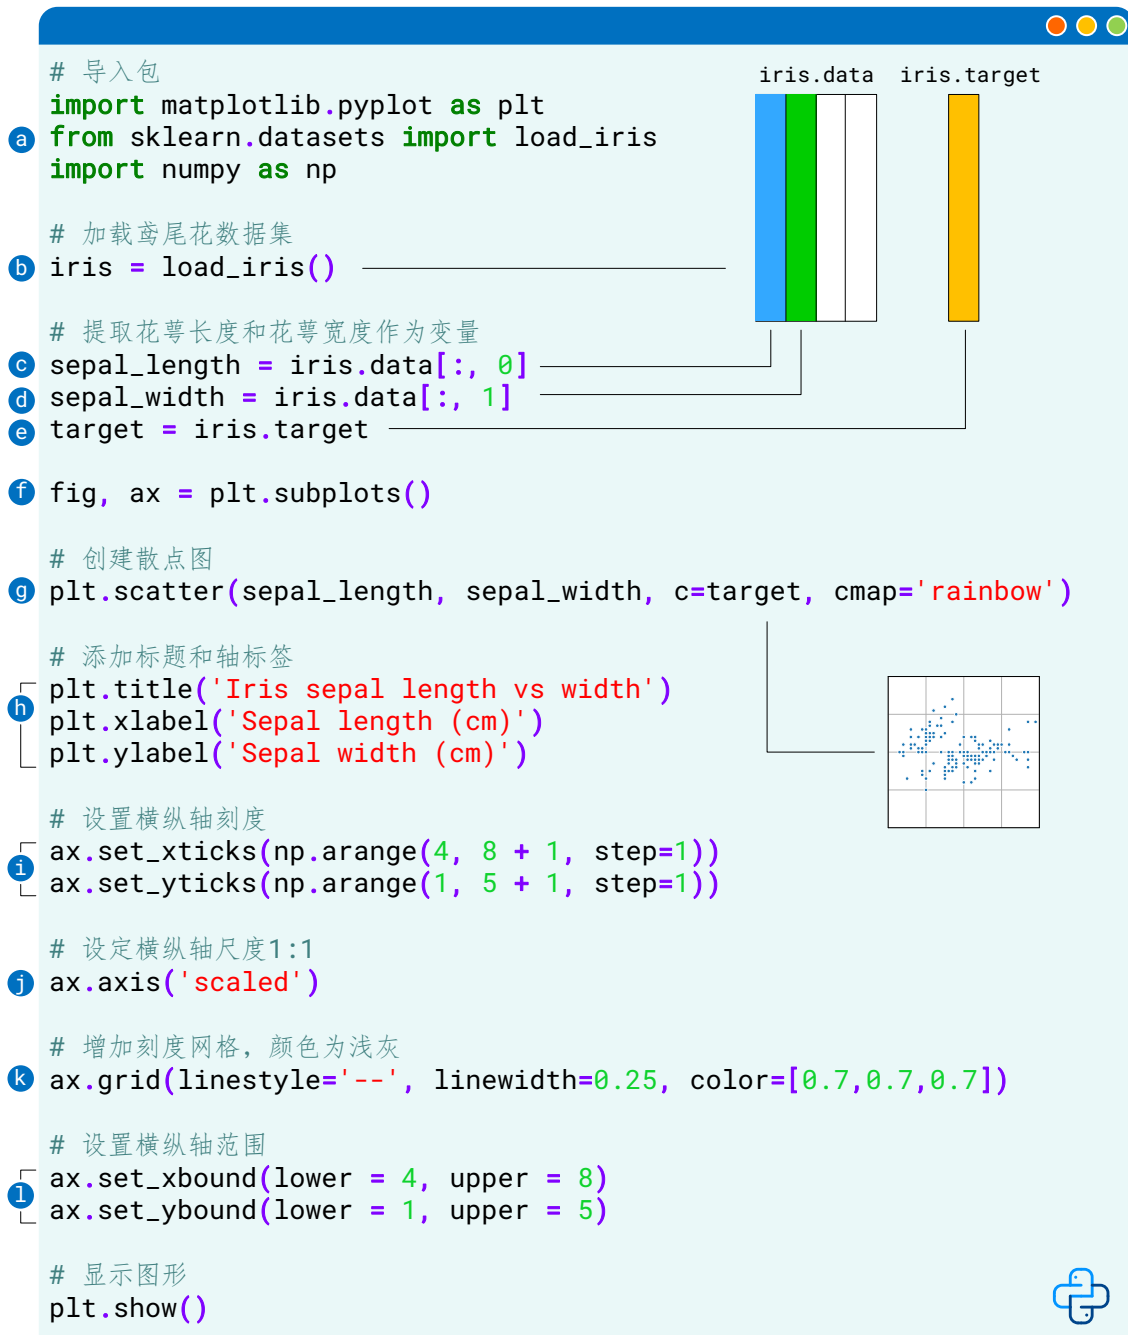 # 导入包
import matplotlib.pyplot as plt
a from sklearn.datasets import load_iris
import numpy as np
iris.data iris.target
# 加载鸢尾花数据集
b iris = load_iris()
# 提取花萼长度和花萼宽度作为变量
c sepal_length = iris.data[:, 0]
d sepal_width = iris.data[:, 1]
e target = iris.target
f fig, ax = plt.subplots()
# 创建散点图
g plt.scatter(sepal_length, sepal_width, c=target, cmap='rainbow')
# 添加标题和轴标签
plt.title('Iris sepal length vs width')
h plt.xlabel('Sepal length (cm)')
plt.ylabel('Sepal width (cm)')
# 设置横纵轴刻度
ax.set_xticks(np.arange(4, 8 + 1, step=1))
i ax.set_yticks(np.arange(1, 5 + 1, step=1))
# 设定横纵轴尺度1:1
j ax.axis('scaled')
# 增加刻度网格，颜色为浅灰
k ax.grid(linestyle='--', linewidth=0.25, color=[0.7,0.7,0.7])
# 设置横纵轴范围
ax.set_xbound(lower = 4, upper = 8)
l ax.set_ybound(lower = 1, upper = 5)
# 显示图形
plt.show()